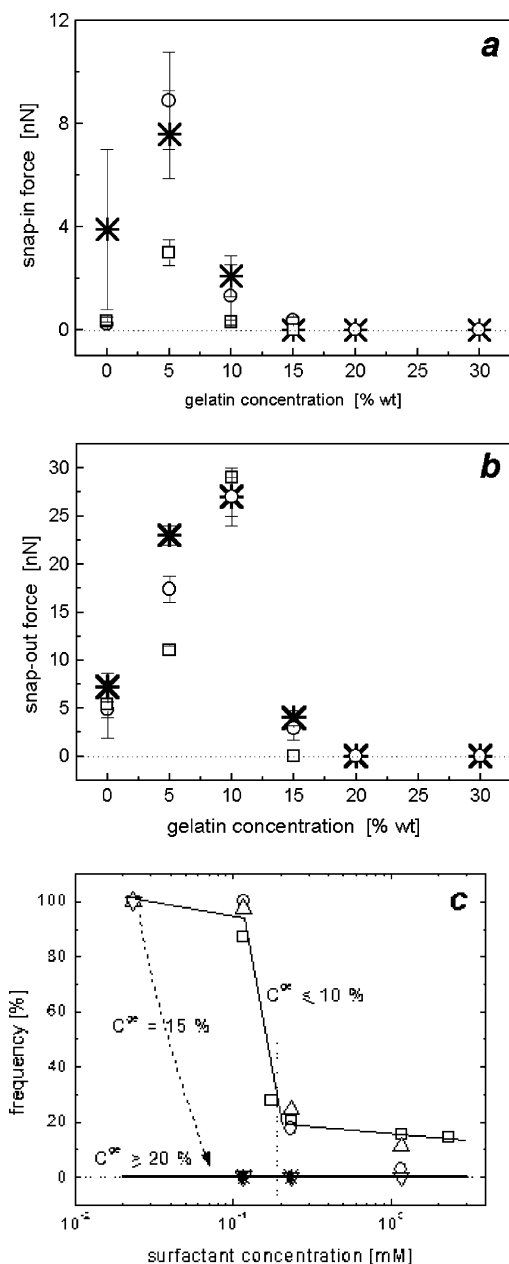 a
12
8
4
0
snap-in force [nN]
0 5 10 15 20 25 30
gelatin concentration [% wt]
b
30
25
20
15
10
5
0
snap-out force [nN]
0 5 10 15 20 25 30
gelatin concentration [% wt]
c
100
80
60
40
20
0
frequency [%]
C^ge ⩽ 10 %
C^ge = 15 %
C^ge ⩾ 20 %
10^-2 10^-1 10^0
surfactant concentration [mM]